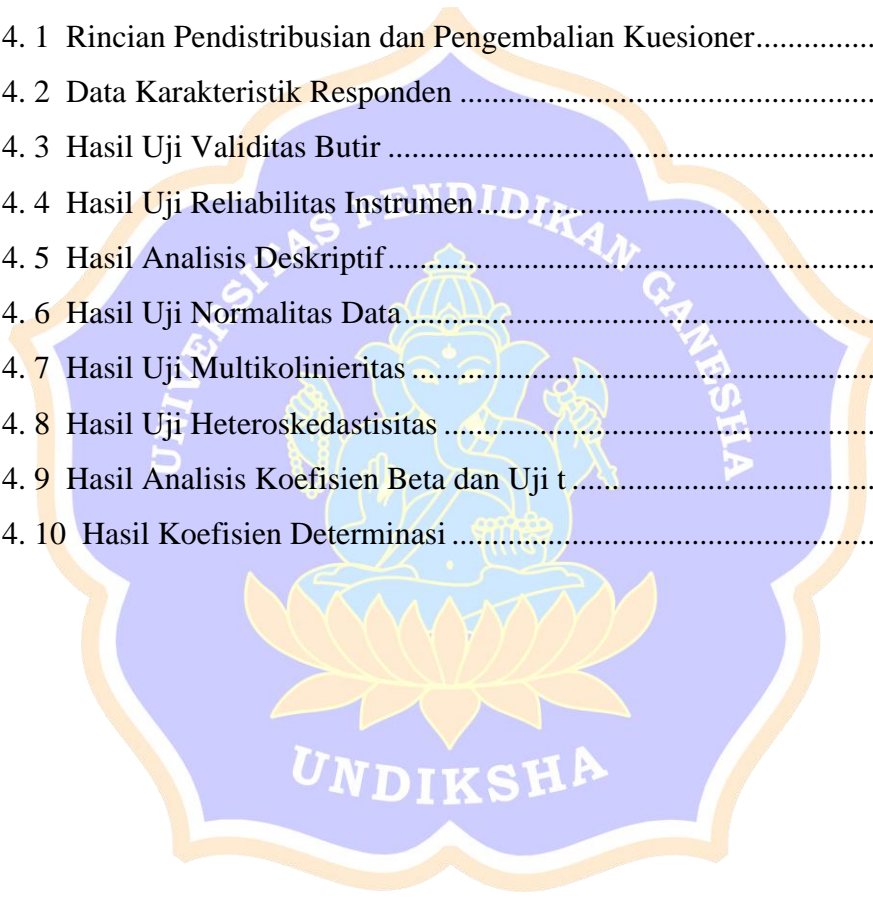 4. 1 Rincian Pendistribusian dan Pengembalian Kuesioner...............
4. 2 Data Karakteristik Responden ....................................................
4. 3 Hasil Uji Validitas Butir .............................................................
4. 4 Hasil Uji Reliabilitas Instrumen..................................................
4. 5 Hasil Analisis Deskriptif.............................................................
4. 6 Hasil Uji Normalitas Data...........................................................
4. 7 Hasil Uji Multikolinieritas ..........................................................
4. 8 Hasil Uji Heteroskedastisitas ......................................................
4. 9 Hasil Analisis Koefisien Beta dan Uji t ......................................
4. 10 Hasil Koefisien Determinasi .....................................................
UNIVERSITAS PENDIDIKAN GANESHA
UNDIKSHA